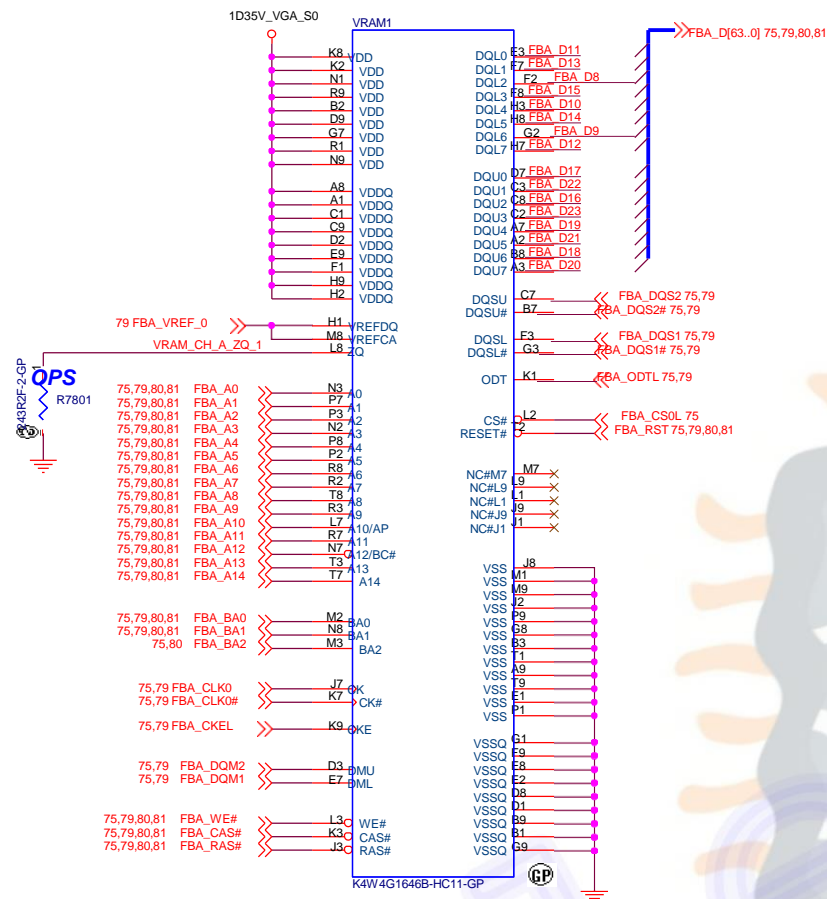 1D35V_VGA_S0
VRAM1
FBA_D[63..0] 75,79,80,81
K8 VDD
K2 VDD
N1 VDD
R9 VDD
B2 VDD
D9 VDD
G7 VDD
R1 VDD
N9 VDD
A8 VDDQ
A1 VDDQ
C1 VDDQ
C9 VDDQ
D2 VDDQ
E9 VDDQ
F1 VDDQ
H9 VDDQ
H2 VDDQ
79 FBA_VREF_0 H1 VREFDQ
M8 VREFCA
VRAM_CH_A_ZQ_1 L8 ZQ
OPS
R7801
1
75,79,80,81 FBA_A0 N3 A0
75,79,80,81 FBA_A1 P7 A1
75,79,80,81 FBA_A2 P3 A2
75,79,80,81 FBA_A3 N2 A3
75,79,80,81 FBA_A4 P8 A4
75,79,80,81 FBA_A5 P2 A5
75,79,80,81 FBA_A6 R8 A6
75,79,80,81 FBA_A7 R2 A7
75,79,80,81 FBA_A8 T8 A8
75,79,80,81 FBA_A9 R3 A9
75,79,80,81 FBA_A10 L7 A10/AP
75,79,80,81 FBA_A11 R7 A11
75,79,80,81 FBA_A12 N7 A12/BC#
75,79,80,81 FBA_A13 T3 A13
75,79,80,81 FBA_A14 T7 A14
75,79,80,81 FBA_BA0 M2 BA0
75,79,80,81 FBA_BA1 N8 BA1
75,80 FBA_BA2 M3 BA2
75,79 FBA_CLK0 J7 CK
75,79 FBA_CLK0# K7 CK#
75,79 FBA_CKEL K9 CKE
75,79 FBA_DQM2 D3 DMU
75,79 FBA_DQM1 E7 DML
75,79,80,81 FBA_WE# L3 WE#
75,79,80,81 FBA_CAS# K3 CAS#
75,79,80,81 FBA_RAS# J3 RAS#
DQL0 E3 FBA_D11
DQL1 F7 FBA_D13
DQL2 F2 FBA_D8
DQL3 F8 FBA_D15
DQL4 H3 FBA_D10
DQL5 H8 FBA_D14
DQL6 G2 FBA_D9
DQL7 H7 FBA_D12
DQU0 D7 FBA_D17
DQU1 C3 FBA_D22
DQU2 C8 FBA_D16
DQU3 C2 FBA_D23
DQU4 A7 FBA_D19
DQU5 A2 FBA_D21
DQU6 B8 FBA_D18
DQU7 A3 FBA_D20
DQSU C7 FBA_DQS2 75,79
DQSU# B7 FBA_DQS2# 75,79
DQSL F3 FBA_DQS1 75,79
DQSL# G3 FBA_DQS1# 75,79
ODT K1 FBA_ODTL 75,79
CS# L2 FBA_CS0L 75
RESET# T2 FBA_RST 75,79,80,81
NC#M7 M7
NC#L9 L9
NC#L1 L1
NC#J9 J9
NC#J1 J1
VSS J8
VSS M1
VSS M9
VSS J2
VSS P9
VSS G8
VSS B3
VSS T1
VSS A9
VSS T9
VSS E1
VSS P1
VSSQ G1
VSSQ F9
VSSQ E8
VSSQ E2
VSSQ D8
VSSQ D1
VSSQ B9
VSSQ B1
VSSQ G9
K4W4G1646B-HC11-GP
GP